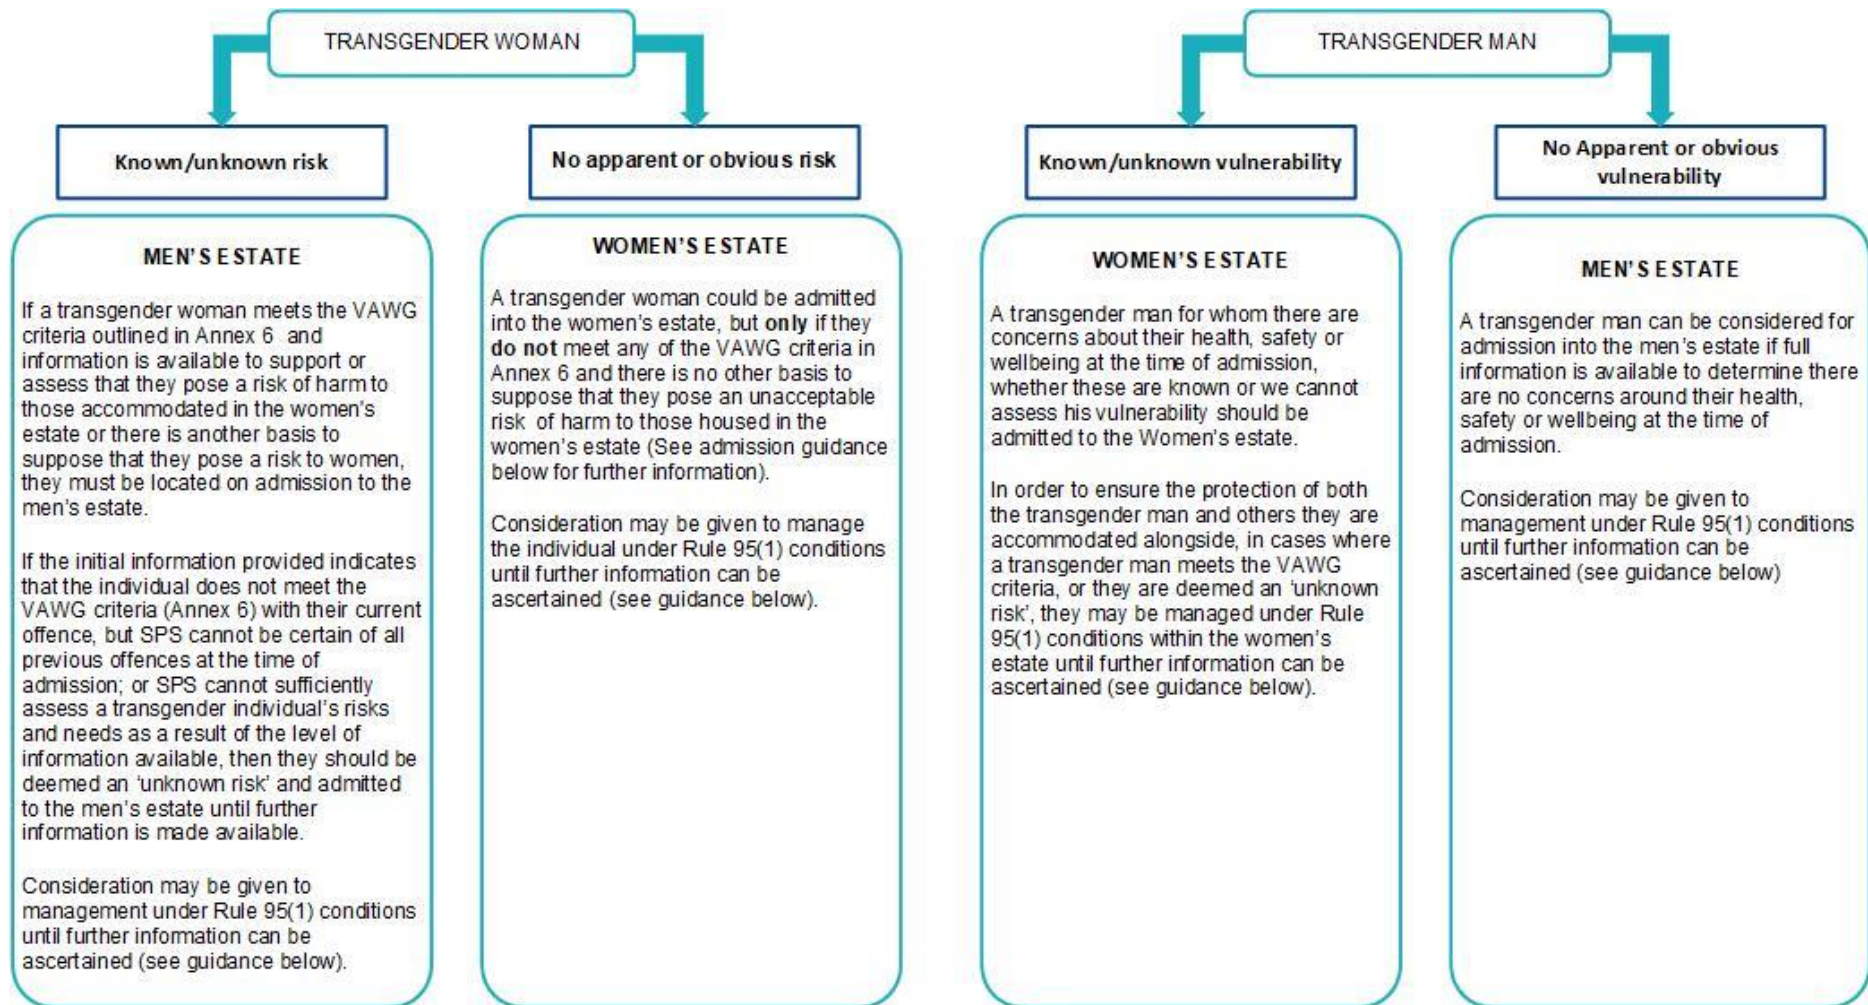 TRANSGENDER WOMAN
Known/unknown risk
No apparent or obvious risk
MEN'S ESTATE
If a transgender woman meets the VAWG
criteria outlined in Annex 6 and
information is available to support or
assess that they pose a risk of harm to
those accommodated in the women's
estate or there is another basis to
suppose that they pose a risk to women,
they must be located on admission to the
men's estate.
If the initial information provided indicates
that the individual does not meet the
VAWG criteria (Annex 6) with their current
offence, but SPS cannot be certain of all
previous offences at the time of
admission; or SPS cannot sufficiently
assess a transgender individual's risks
and needs as a result of the level of
information available, then they should be
deemed an 'unknown risk' and admitted
to the men's estate until further
information is made available.
Consideration may be given to
management under Rule 95(1) conditions
until further information can be
ascertained (see guidance below).
WOMEN'S ESTATE
A transgender woman could be admitted
into the women's estate, but only if they
do not meet any of the VAWG criteria in
Annex 6 and there is no other basis to
suppose that they pose an unacceptable
risk of harm to those housed in the
women's estate (See admission guidance
below for further information).
Consideration may be given to manage
the individual under Rule 95(1) conditions
until further information can be
ascertained (see guidance below).
TRANSGENDER MAN
Known/unknown vulnerability
No Apparent or obvious
vulnerability
WOMEN'S ESTATE
A transgender man for whom there are
concerns about their health, safety or
wellbeing at the time of admission,
whether these are known or we cannot
assess his vulnerability should be
admitted to the Women's estate.
In order to ensure the protection of both
the transgender man and others they are
accommodated alongside, in cases where
a transgender man meets the VAWG
criteria, or they are deemed an 'unknown
risk', they may be managed under Rule
95(1) conditions within the women's
estate until further information can be
ascertained (see guidance below).
MEN'S ESTATE
A transgender man can be considered for
admission into the men's estate if full
information is available to determine there
are no concerns around their health,
safety or wellbeing at the time of
admission.
Consideration may be given to
management under Rule 95(1) conditions
until further information can be
ascertained (see guidance below)